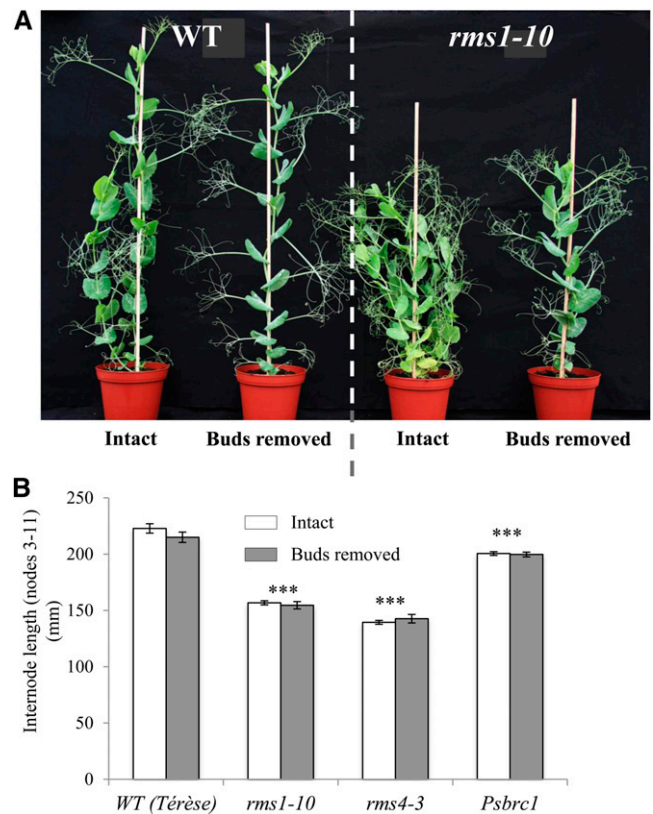 A
WT
rms1-10
Intact
Buds removed
Intact
Buds removed
B
Internode length (nodes 3-11)
(mm)
250
200
150
100
50
0
Intact
Buds removed
***
***
***
WT (Térèse)
rms1-10
rms4-3
Psbrc1